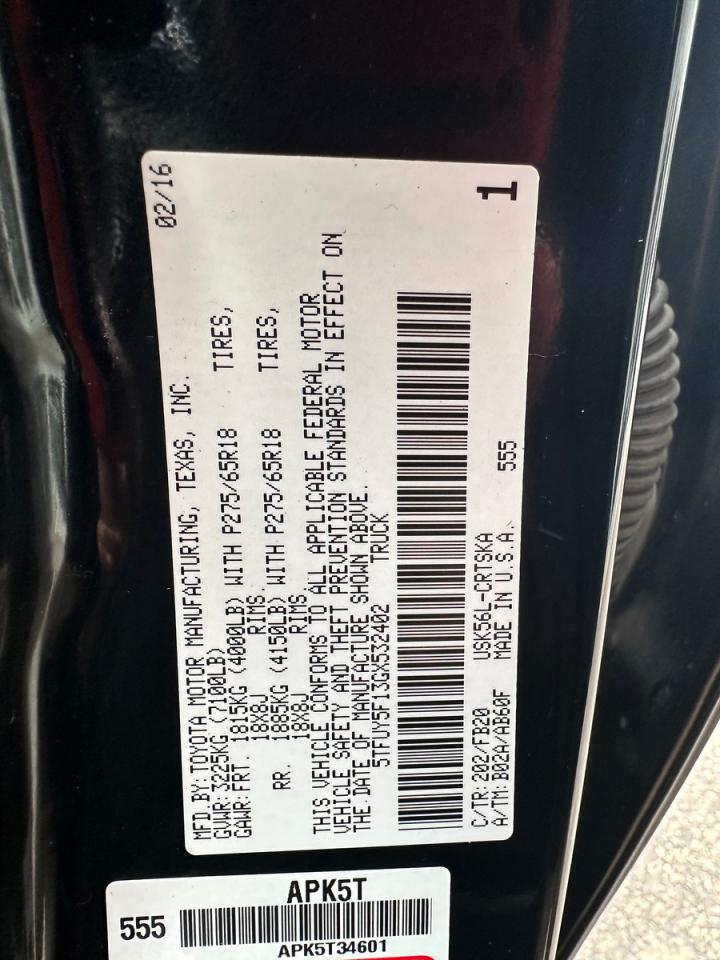 02/16
MFD.BY:TOYOTA MOTOR MANUFACTURING, TEXAS, INC.
GVWR:3225KG (7100LB)
GAWR:FRT. 1815KG (4000LB) WITH P275/65R18 TIRES,
18X8J RIMS.
RR. 1885KG (4150LB) WITH P275/65R18 TIRES,
18X8J RIMS.
THIS VEHICLE CONFORMS TO ALL APPLICABLE FEDERAL MOTOR
VEHICLE SAFETY AND THEFT PREVENTION STANDARDS IN EFFECT ON
THE DATE OF MANUFACTURE SHOWN ABOVE.
5TFUY5F13GX532402 TRUCK
C/TR:202/FB20 USK56L-CRTSKA
A/TM:B02A/AB60F MADE IN U.S.A. 555
1
APK5T
555
APK5T34601